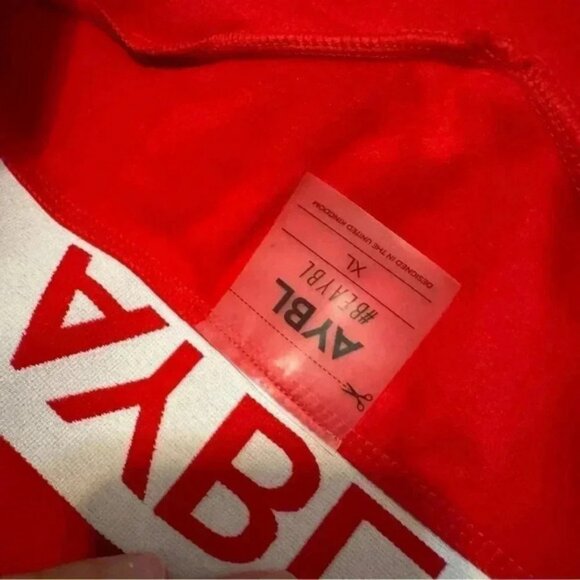 AYBL
#BEAYBL
XL
DESIGNED IN THE UNITED KINGDOM
AYBL